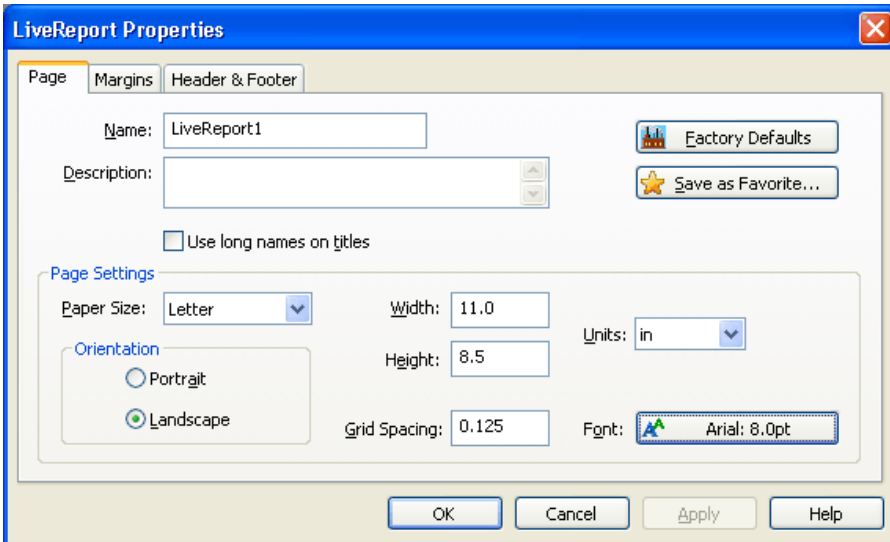 LiveReport Properties
Page Margins Header & Footer
Name: LiveReport1
Factory Defaults
Description:
Save as Favorite...
Use long names on titles
Page Settings
Paper Size: Letter Width: 11.0
Units: in
Orientation
Height: 8.5
Portrait
Landscape
Grid Spacing: 0.125 Font: Arial: 8.0pt
OK Cancel Apply Help